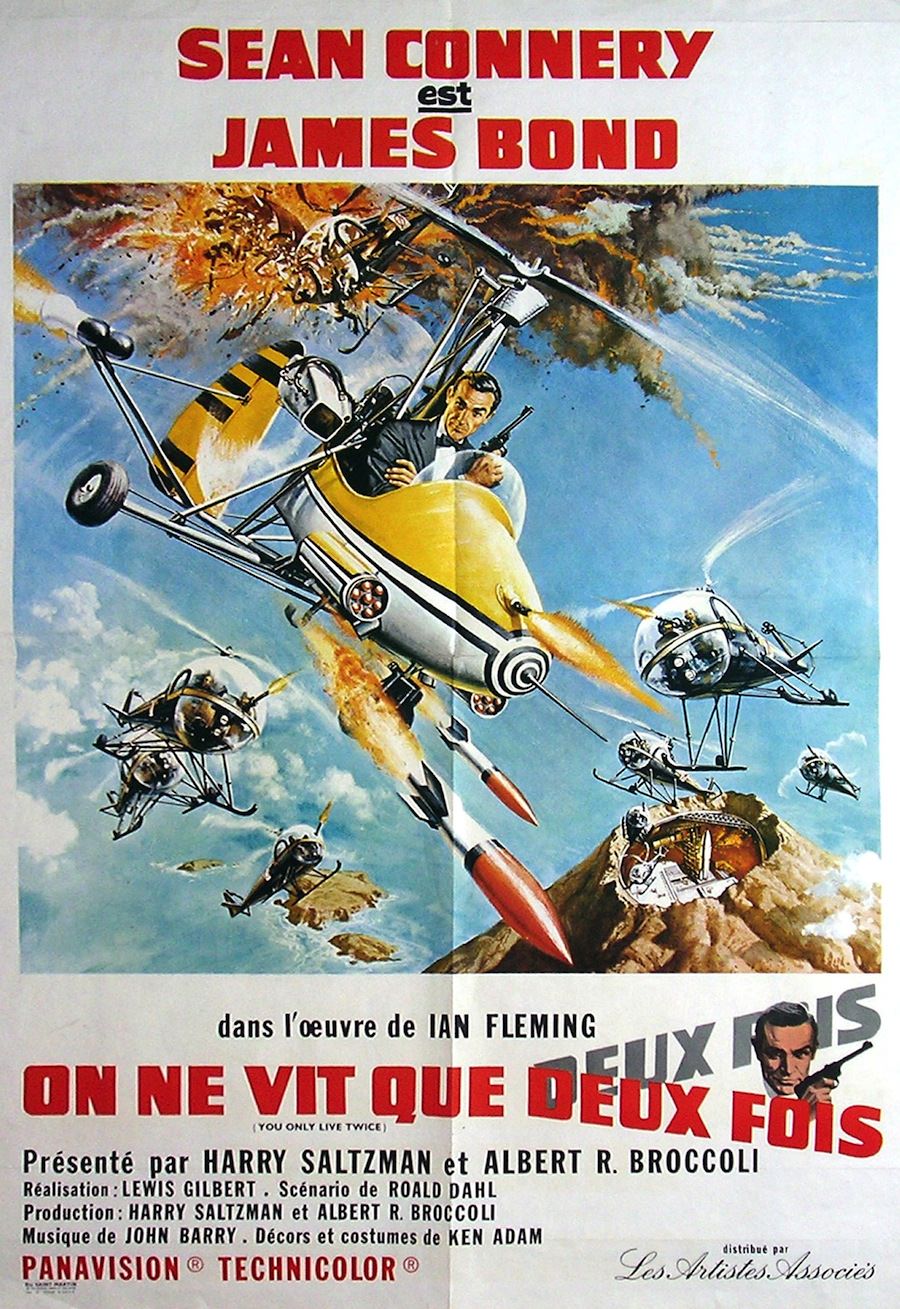 SEAN CONNERY
est
JAMES BOND
dans l'œuvre de IAN FLEMING
DEUX FOIS
ON NE VIT QUE DEUX FOIS
(YOU ONLY LIVE TWICE)
Présenté par HARRY SALTZMAN et ALBERT R. BROCCOLI
Réalisation : LEWIS GILBERT . Scénario de ROALD DAHL
Production : HARRY SALTZMAN et ALBERT R. BROCCOLI
Musique de JOHN BARRY . Décors et costumes de KEN ADAM
PANAVISION ® TECHNICOLOR ®
distribué par
Les Artistes Associés